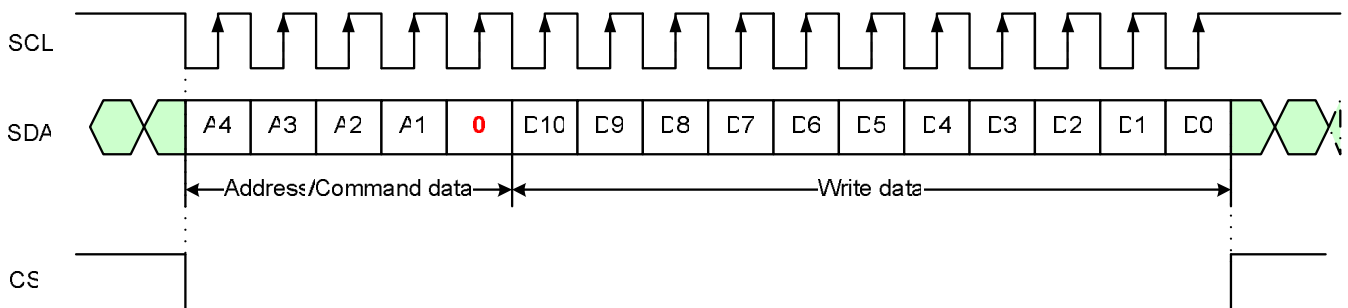 SCL
SDA A4 A3 A2 A1 0 D10 D9 D8 D7 D6 D5 D4 D3 D2 D1 D0
Address/Command data Write data
CS